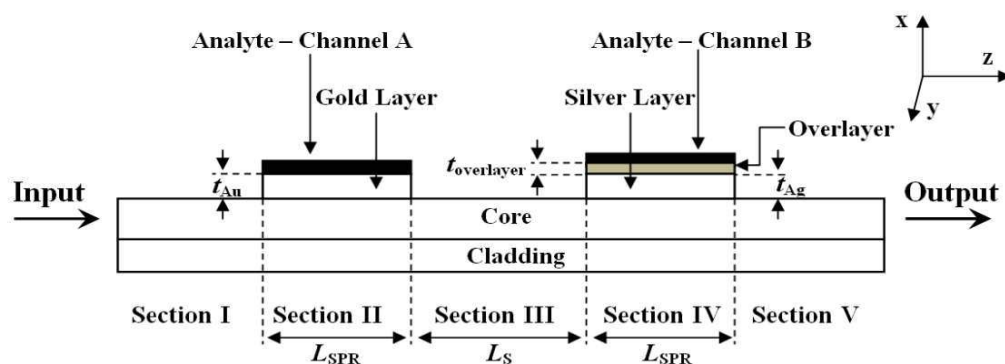 Analyte – Channel A
Analyte – Channel B
x
z
y
Gold Layer
Silver Layer
Overlayer
t_overlayer
t_Au
t_Ag
Input
Output
Core
Cladding
Section I
Section II
Section III
Section IV
Section V
L_SPR
L_S
L_SPR